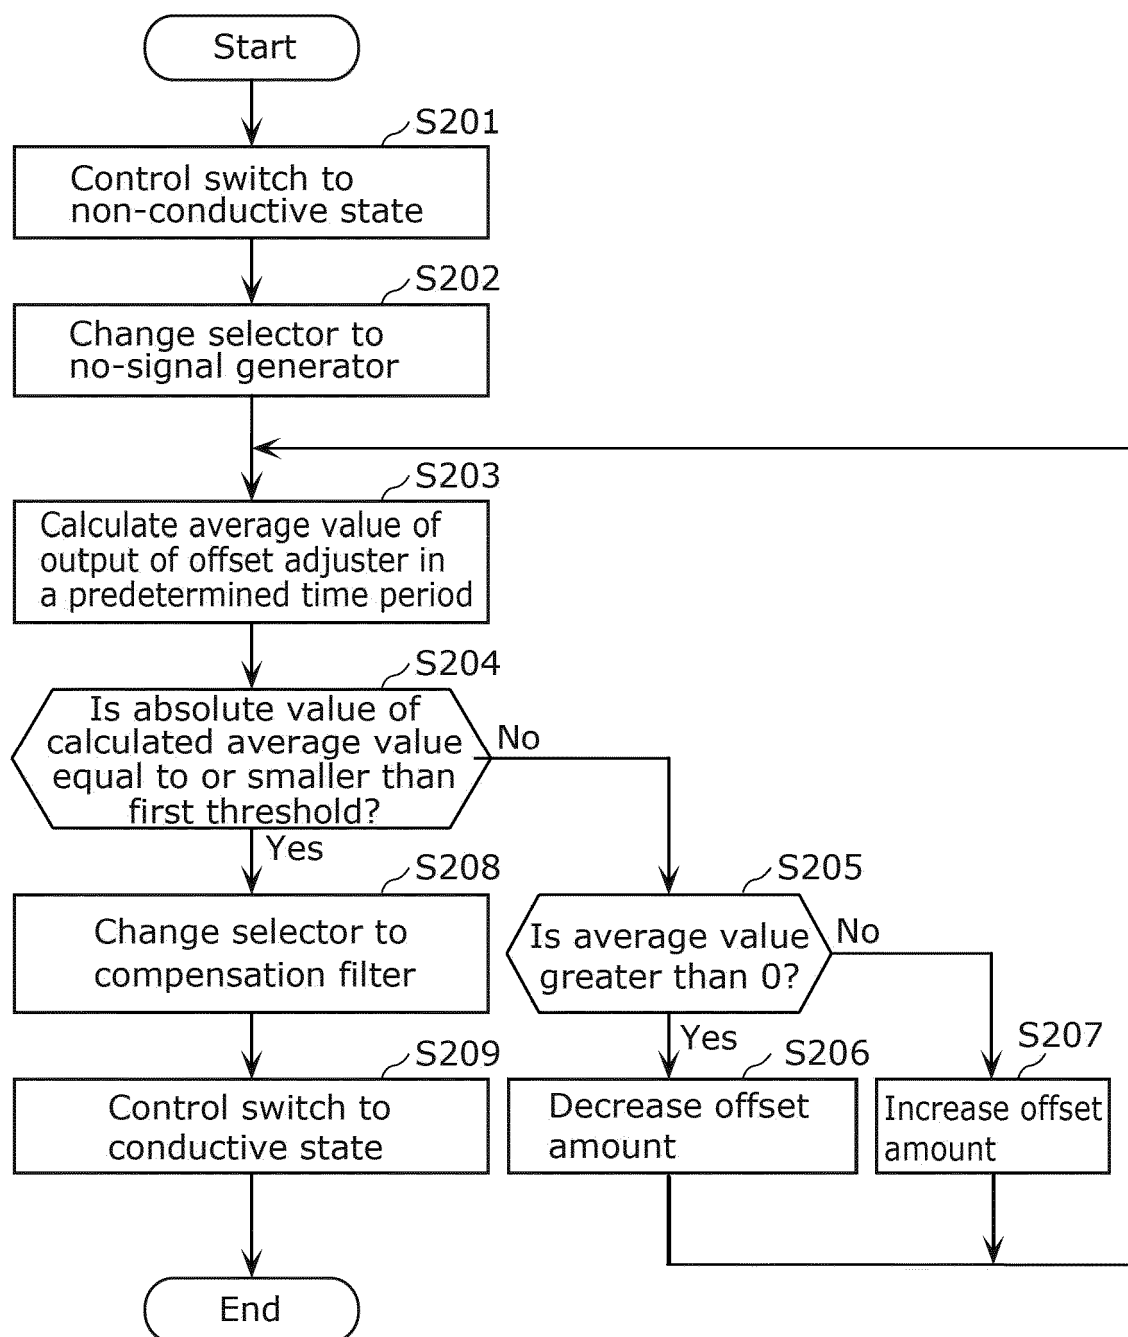 Start
S201
Control switch to
non-conductive state
S202
Change selector to
no-signal generator
S203
Calculate average value of
output of offset adjuster in
a predetermined time period
S204
Is absolute value of
calculated average value
equal to or smaller than
first threshold?
No
Yes
S208
Change selector to
compensation filter
S205
Is average value
greater than 0?
No
Yes
S209
Control switch to
conductive state
S206
Decrease offset
amount
S207
Increase offset
amount
End